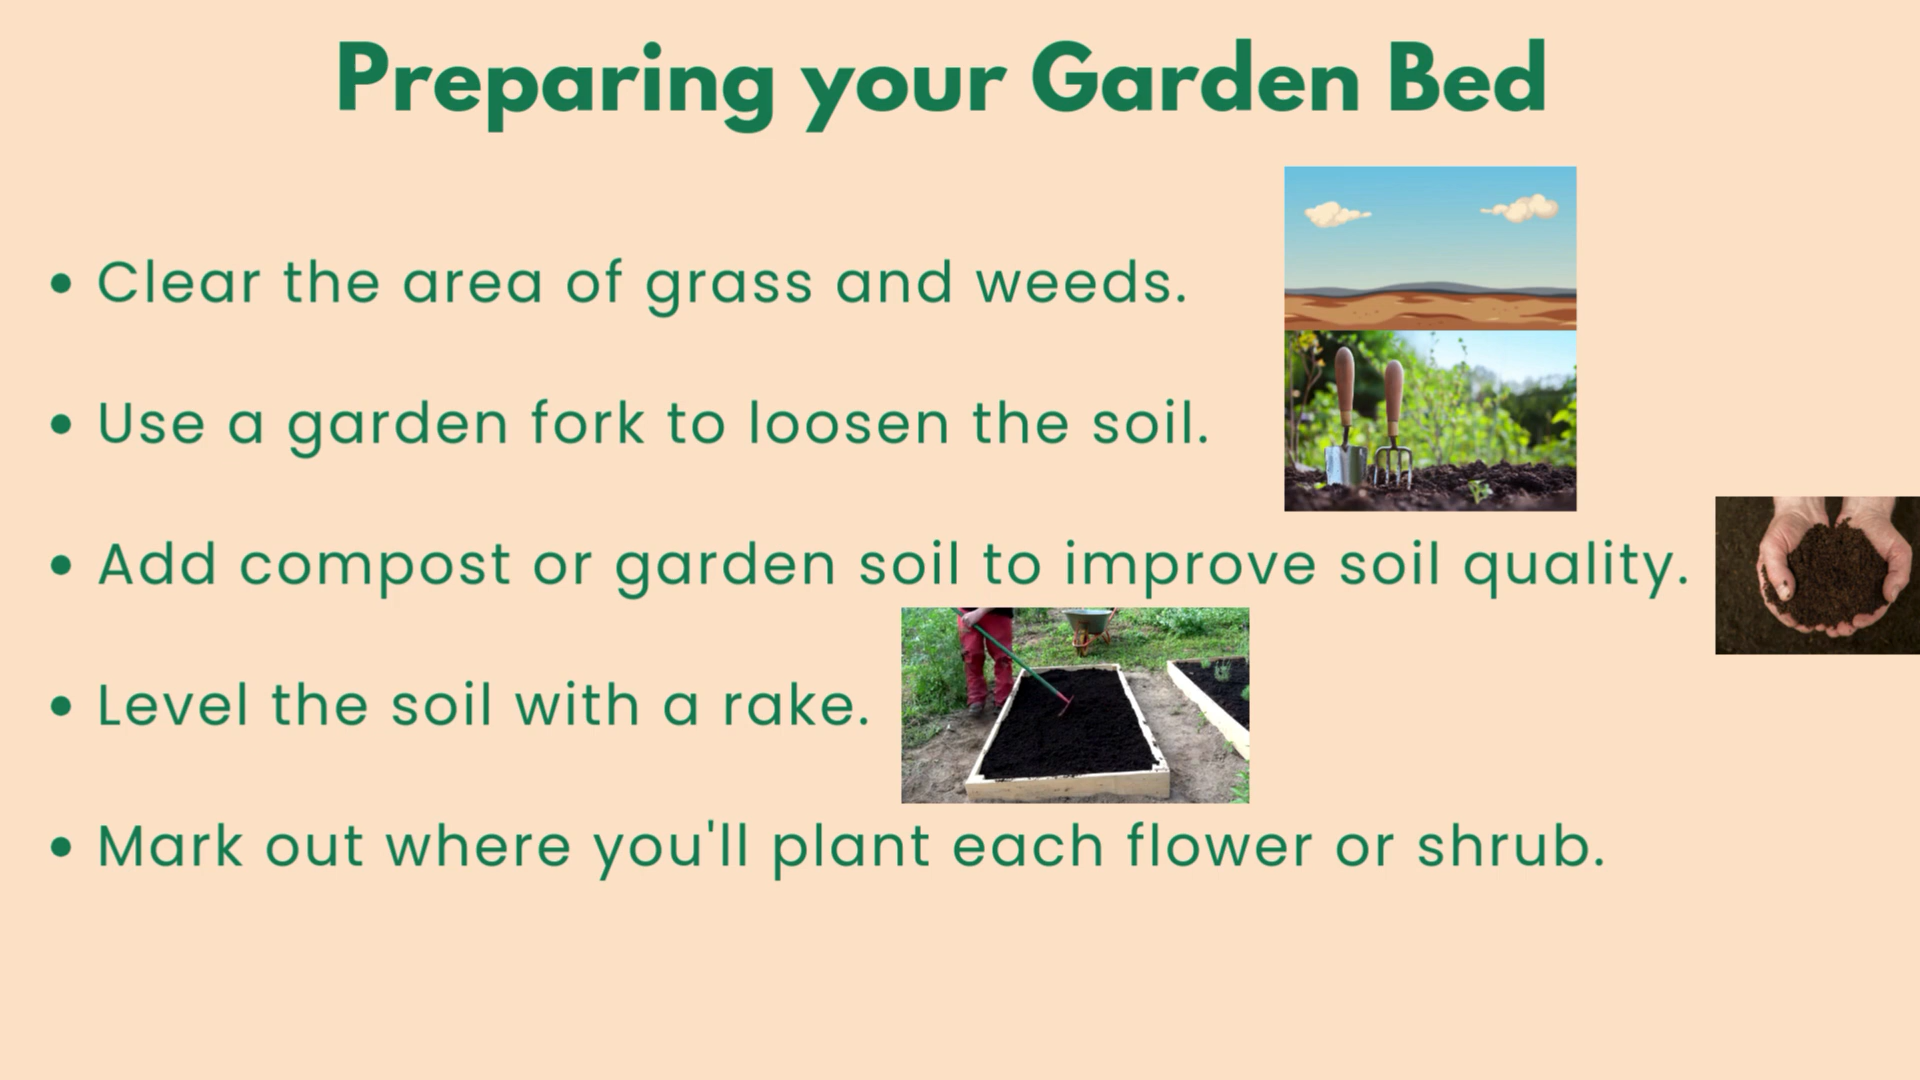 Preparing your Garden Bed
• Clear the area of grass and weeds.
• Use a garden fork to loosen the soil.
• Add compost or garden soil to improve soil quality.
• Level the soil with a rake.
• Mark out where you'll plant each flower or shrub.